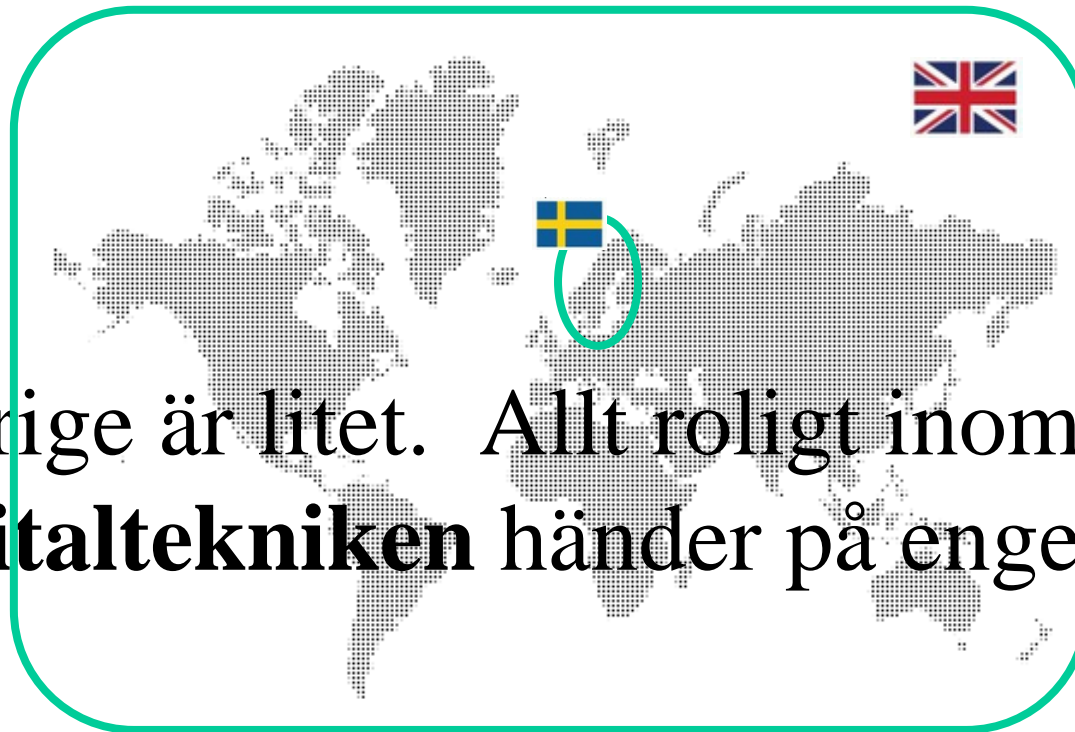 rige är litet. Allt roligt inom
italtekniken händer på enge